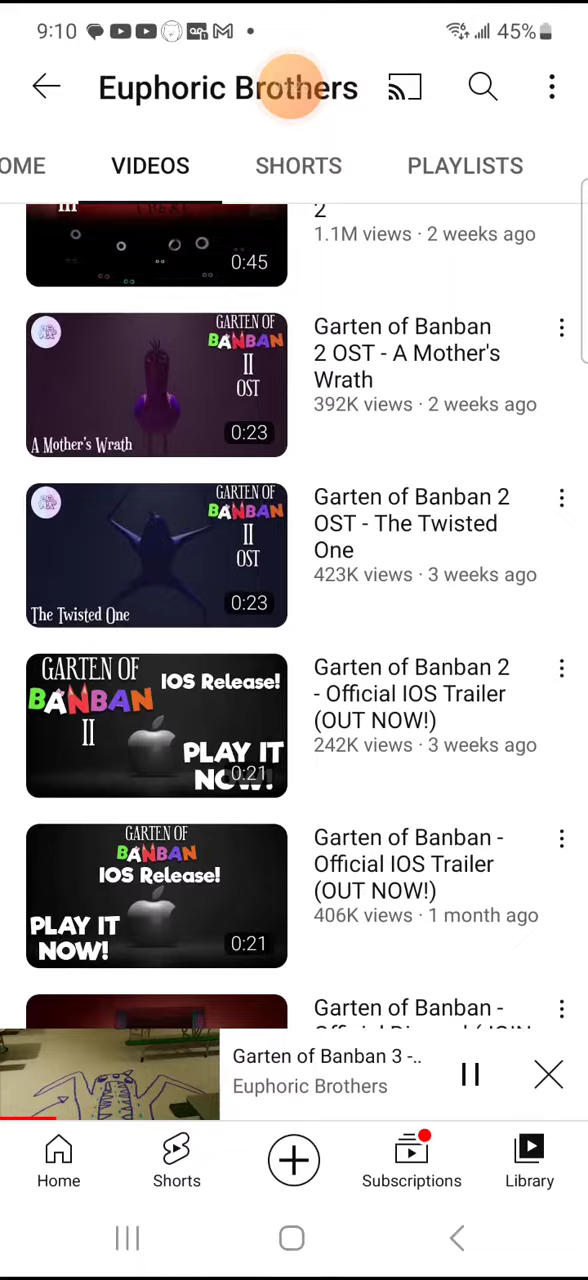 9:10
45%
Euphoric Brothers
OME
VIDEOS
SHORTS
PLAYLISTS
2
1.1M views · 2 weeks ago
0:45
GARTEN OF
BANBAN
II
OST
A Mother's Wrath
0:23
Garten of Banban
2 OST - A Mother's
Wrath
392K views · 2 weeks ago
GARTEN OF
BANBAN
II
OST
The Twisted One
0:23
Garten of Banban 2
OST - The Twisted
One
423K views · 3 weeks ago
GARTEN OF
BANBAN
II
IOS Release!
PLAY IT
NOW!
0:21
Garten of Banban 2
- Official IOS Trailer
(OUT NOW!)
242K views · 3 weeks ago
GARTEN OF
BANBAN
IOS Release!
PLAY IT
NOW!
0:21
Garten of Banban -
Official IOS Trailer
(OUT NOW!)
406K views · 1 month ago
Garten of Banban -
Garten of Banban 3 -..
Euphoric Brothers
Home
Shorts
Subscriptions
Library